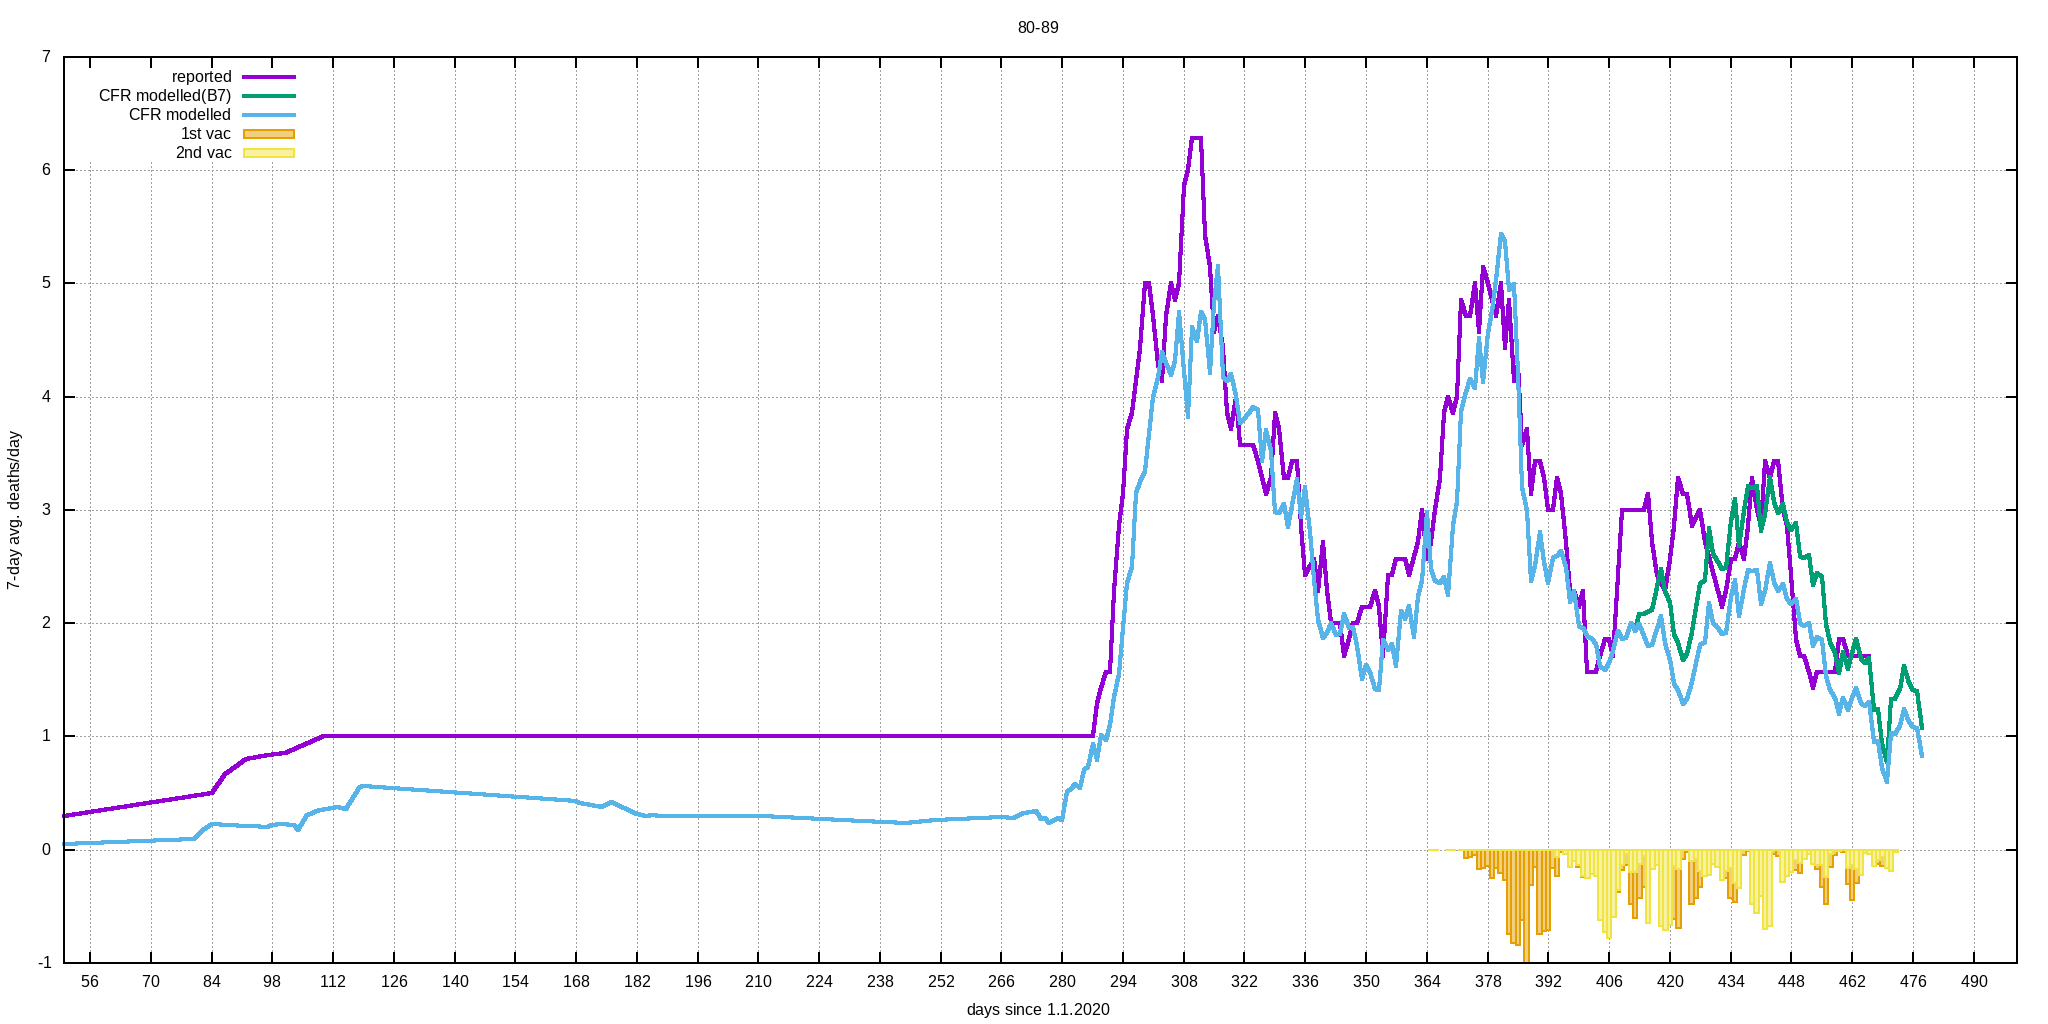 80-89
7
6
5
4
3
2
1
0
-1
7-day avg. deaths/day
reported
CFR modelled(B7)
CFR modelled
1st vac
2nd vac
56 70 84 98 112 126 140 154 168 182 196 210 224 238 252 266 280 294 308 322 336 350 364 378 392 406 420 434 448 462 476 490
days since 1.1.2020